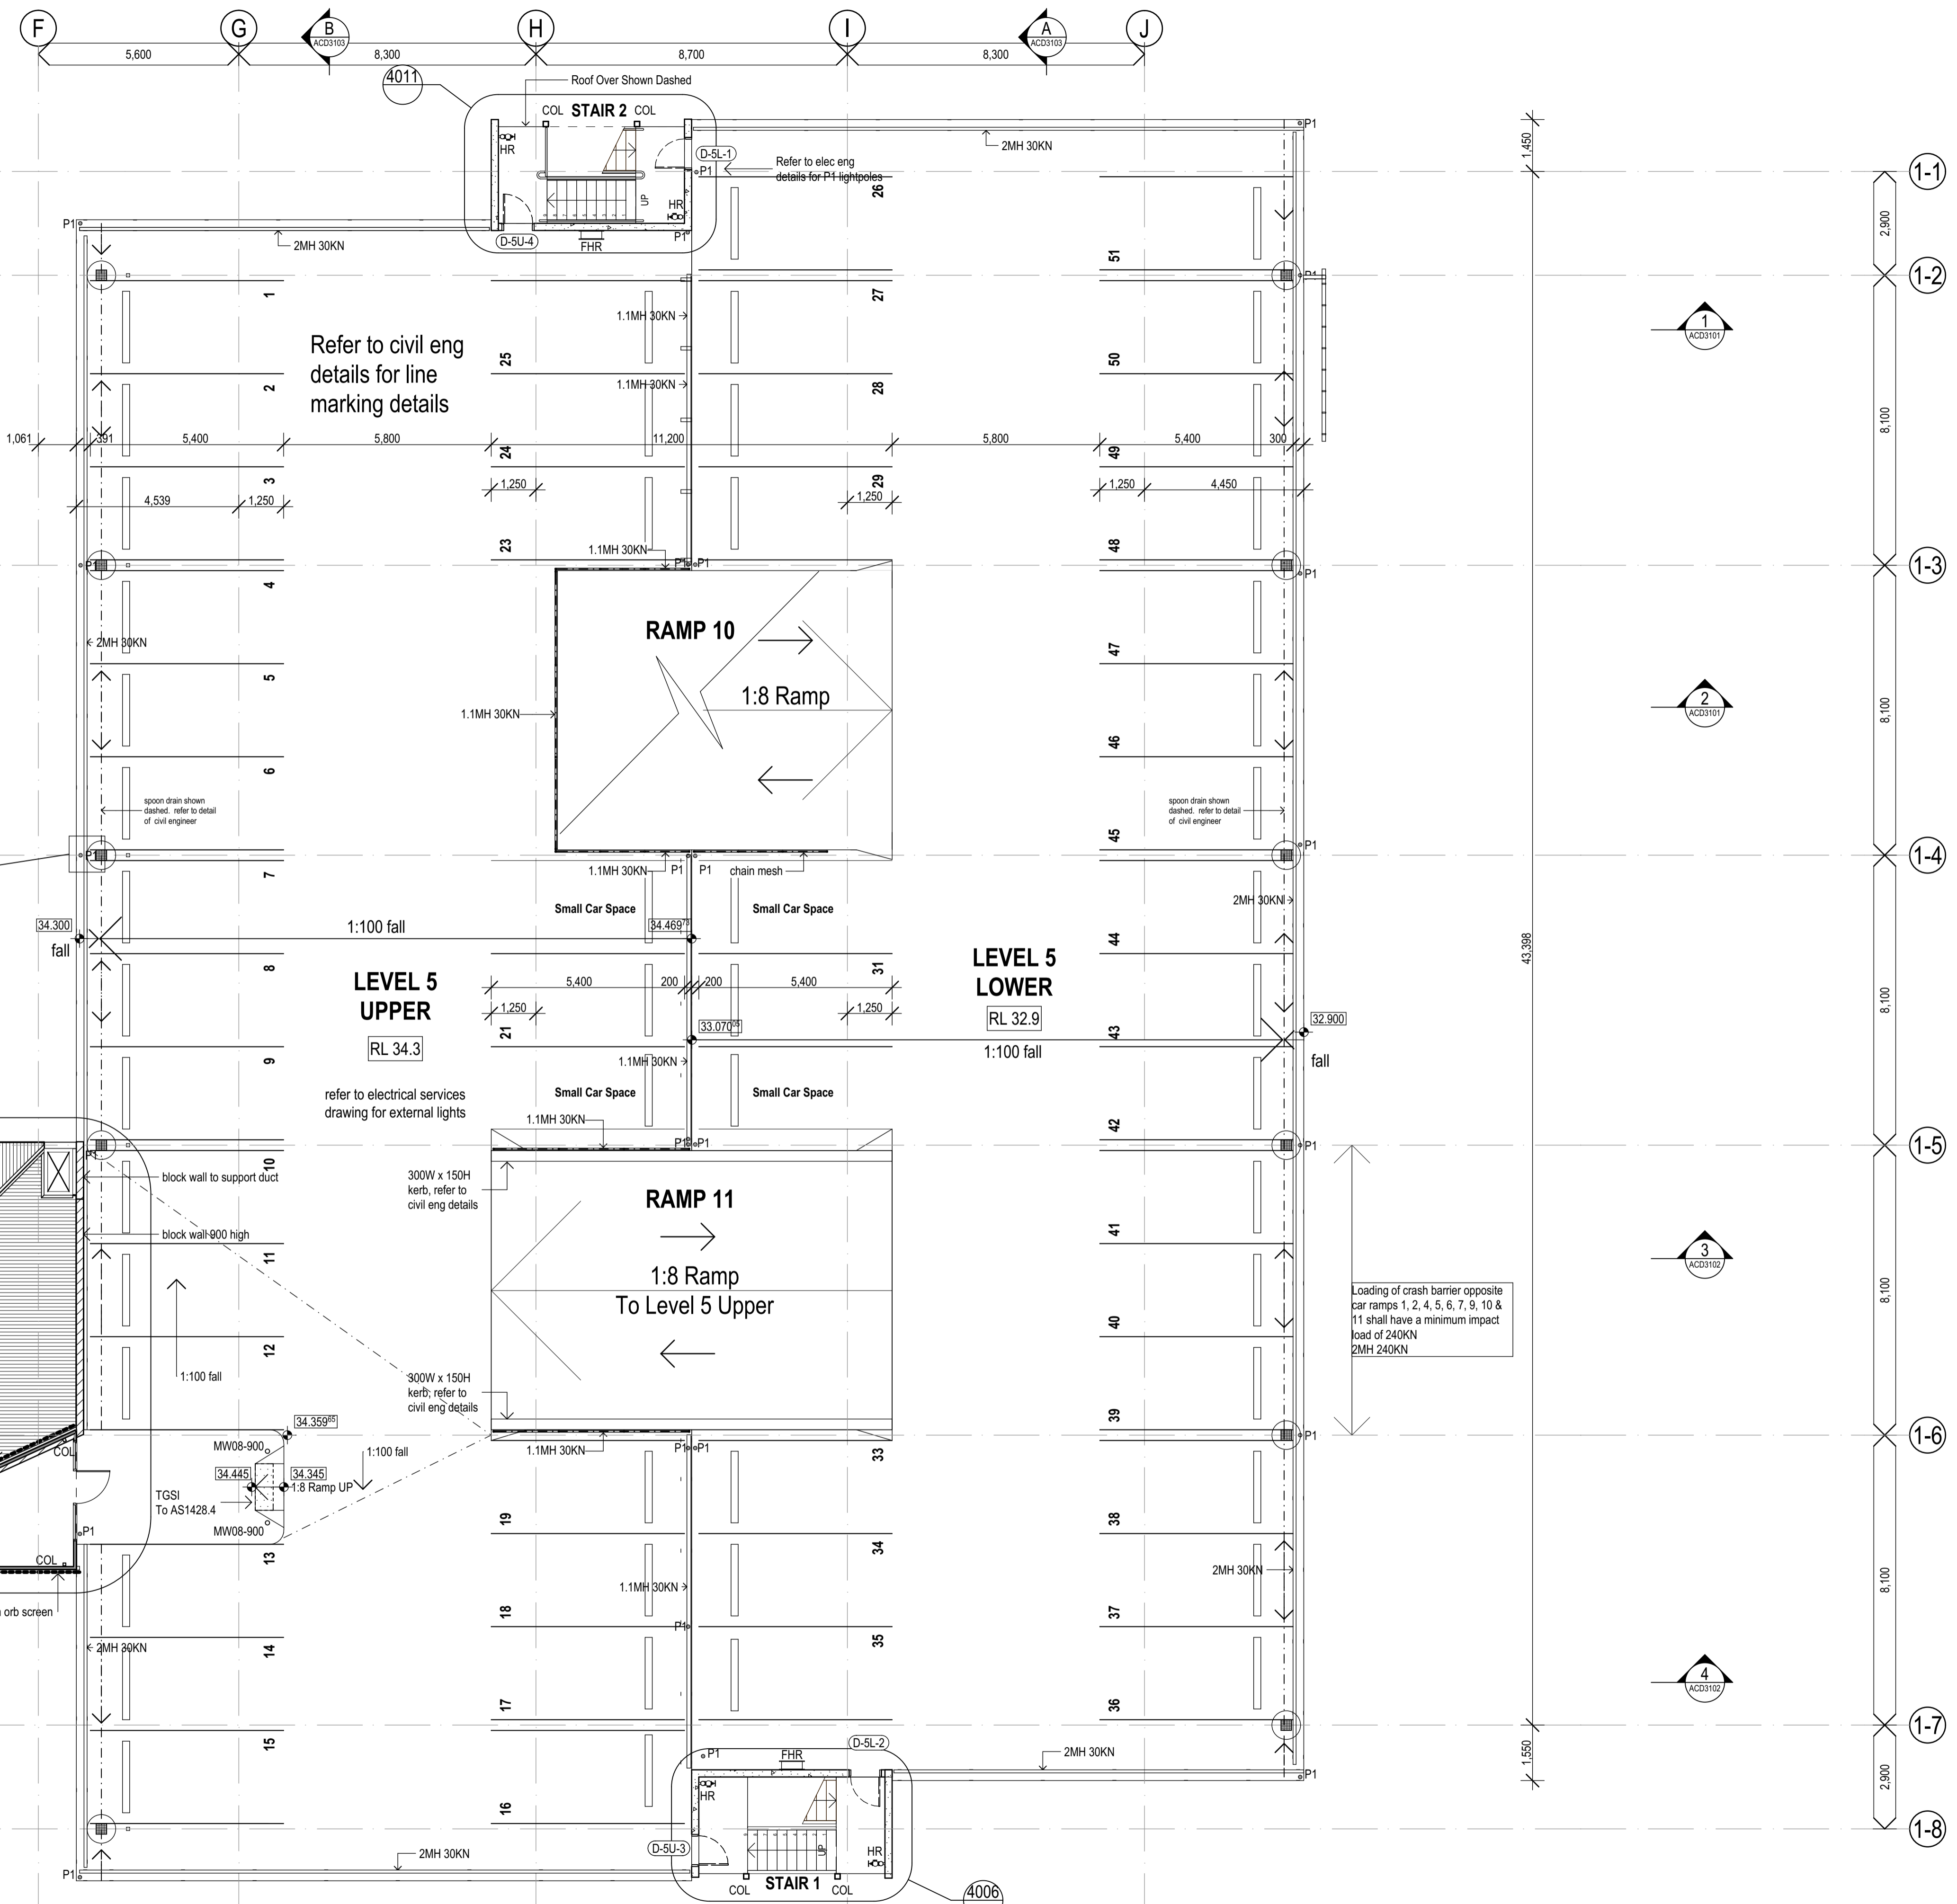 F
G
B
ACD3103
H
I
A
ACD3103
J
5,600
8,300
8,700
8,300
4011
Roof Over Shown Dashed
COL STAIR 2 COL
HR
D-5L-1
P1
Refer to elec eng
details for P1 lightpoles
UP
HR
D-5U-4
FHR
P1
P1
2MH 30KN
P1
2MH 30KN
1,450
1-1
2,900
1-2
26
51
P1
1
27
1.1MH 30KN
Refer to civil eng
details for line
marking details
25
50
2
28
1.1MH 30KN
1
ACD3101
8,100
1,061
391
5,400
5,800
11,200
5,800
5,400
300
24
49
3
29
1,250
1,250
4,450
4,539
1,250
1,250
23
1.1MH 30KN
48
P1
P1
P1
P1
1-3
4
RAMP 10
2MH 30KN
47
5
1:8 Ramp
1.1MH 30KN
46
2
ACD3101
8,100
6
spoon drain shown
dashed. refer to detail
of civil engineer
spoon drain shown
dashed. refer to detail
of civil engineer
45
P1
P1
1-4
7
1.1MH 30KN
P1
P1
chain mesh
2MH 30KN
Small Car Space
Small Car Space
34.300
fall
1:100 fall
34.46973
44
43,398
8
31
LEVEL 5
UPPER
LEVEL 5
LOWER
5,400
200
200
5,400
1,250
1,250
8,100
RL 34.3
RL 32.9
21
33.07005
43
32.900
9
1.1MH 30KN
1:100 fall
fall
refer to electrical services
drawing for external lights
Small Car Space
Small Car Space
1.1MH 30KN
42
P1
P1
P1
P1
1-5
10
block wall to support duct
300W x 150H
kerb, refer to
civil eng details
RAMP 11
block wall 900 high
41
11
3
ACD3102
1:8 Ramp
To Level 5 Upper
8,100
Loading of crash barrier opposite
car ramps 1, 2, 4, 5, 6, 7, 9, 10 &
11 shall have a minimum impact
load of 240KN
2MH 240KN
40
12
1:100 fall
300W x 150H
kerb, refer to
civil eng details
39
34.35965
P1
1-6
COL
MW08-900
1:100 fall
1.1MH 30KN
P1
P1
33
34.445
34.345
1:8 Ramp UP
TGSI
To AS1428.4
MW08-900
P1
19
38
COL
13
34
2MH 30KN
1.1MH 30KN
8,100
orb screen
18
37
P1
14
2MH 30KN
35
4
ACD3102
17
36
1-7
15
P1
FHR
D-5L-2
2MH 30KN
1,550
P1
2,900
HR
16
1-8
D-5U-3
UP
HR
2MH 30KN
P1
COL
STAIR 1
COL
4006